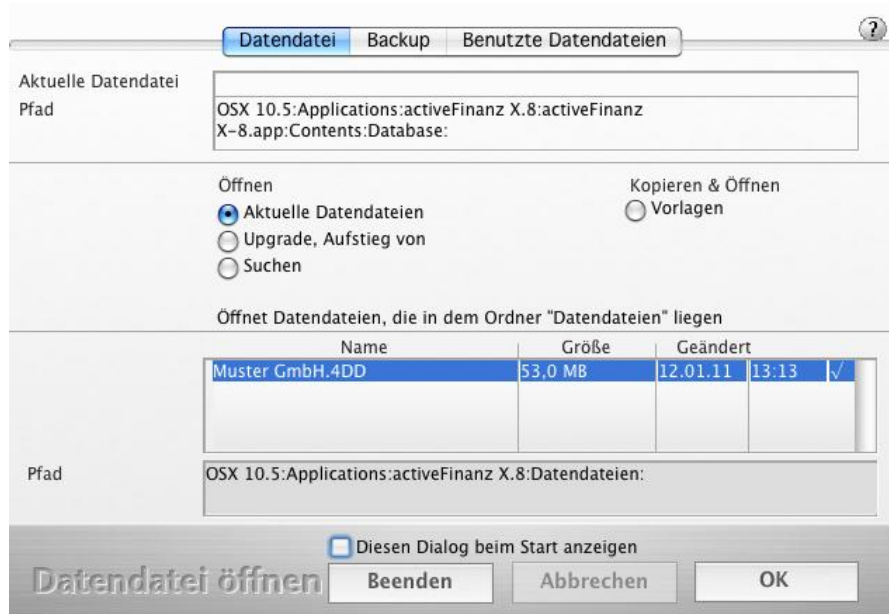 ?
Datendatei Backup Benutzte Datendateien
Aktuelle Datendatei
Pfad
OSX 10.5:Applications:activeFinanz X.8:activeFinanz
X-8.app:Contents:Database:
Öffnen
Kopieren & Öffnen
Aktuelle Datendateien
Vorlagen
Upgrade, Aufstieg von
Suchen
Öffnet Datendateien, die in dem Ordner "Datendateien" liegen
Name Größe Geändert
Muster GmbH.4DD 53,0 MB 12.01.11 13:13 √
Pfad
OSX 10.5:Applications:activeFinanz X.8:Datendateien:
Diesen Dialog beim Start anzeigen
Datendatei öffnen
Beenden Abbrechen OK